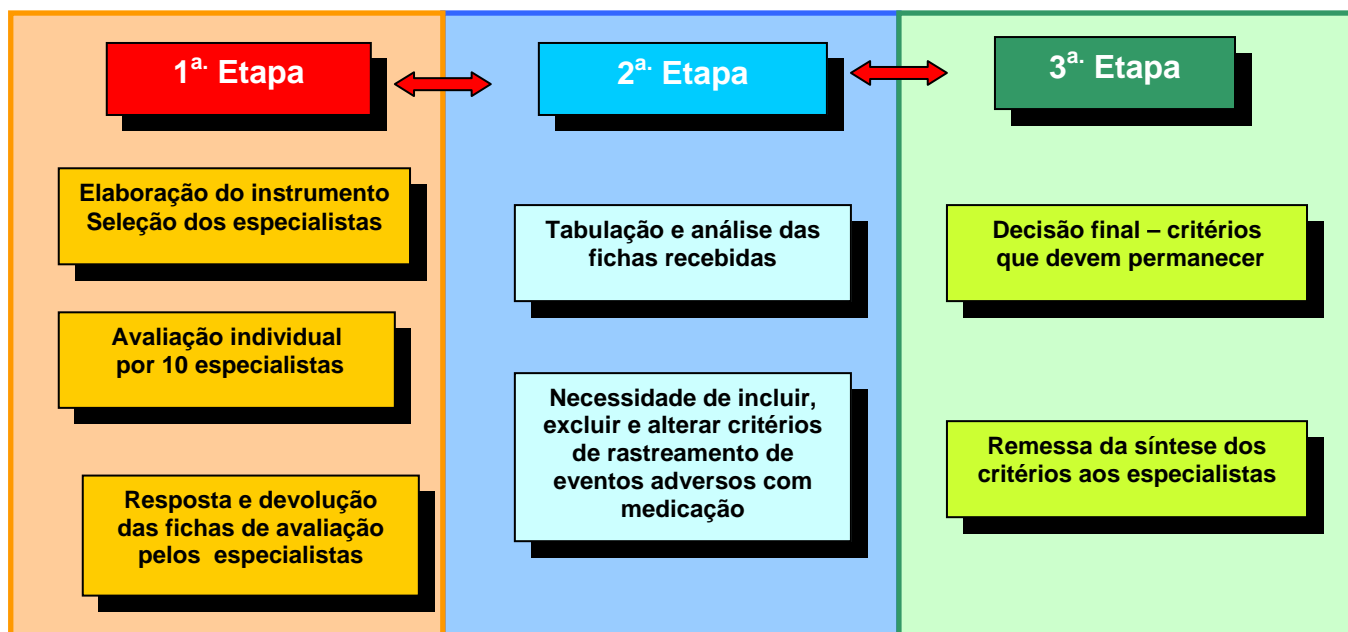 1ª. Etapa
Elaboração do instrumento
Seleção dos especialistas
Avaliação individual
por 10 especialistas
Resposta e devolução
das fichas de avaliação
pelos especialistas
2ª. Etapa
Tabulação e análise das
fichas recebidas
Necessidade de incluir,
excluir e alterar critérios
de rastreamento de
eventos adversos com
medicação
3ª. Etapa
Decisão final – critérios
que devem permanecer
Remessa da síntese dos
critérios aos especialistas